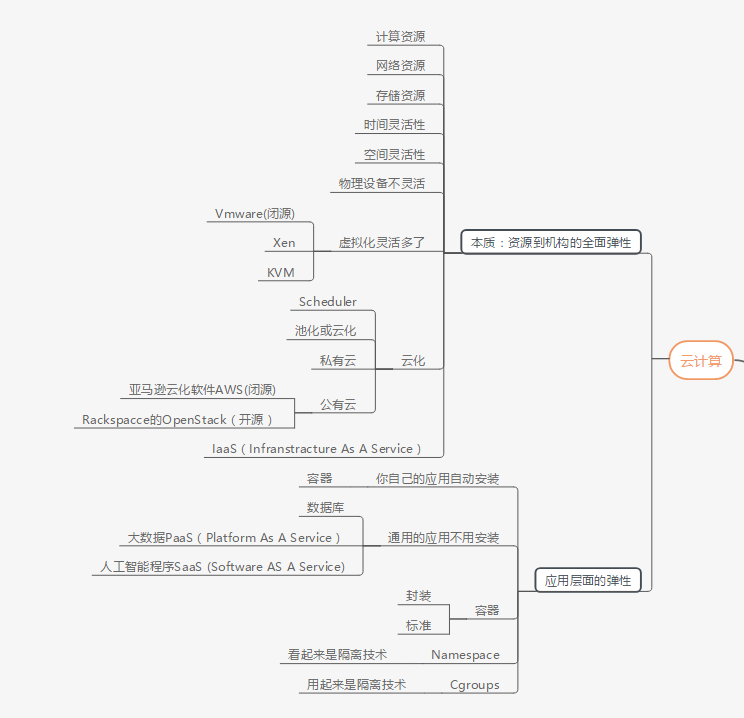 计算资源
网络资源
存储资源
时间灵活性
空间灵活性
物理设备不灵活
Vmware(闭源)
虚拟化灵活多了
本质：资源到机构的全面弹性
Xen
KVM
Scheduler
池化或云化
私有云
云化
云计算
亚马逊云化软件AWS(闭源)
公有云
Rackspacce的OpenStack（开源）
IaaS（Infranstracture As A Service）
容器
你自己的应用自动安装
数据库
大数据PaaS（Platform As A Service）
通用的应用不用安装
人工智能程序SaaS (Software AS A Service)
应用层面的弹性
封装
容器
标准
看起来是隔离技术
Namespace
用起来是隔离技术
Cgroups